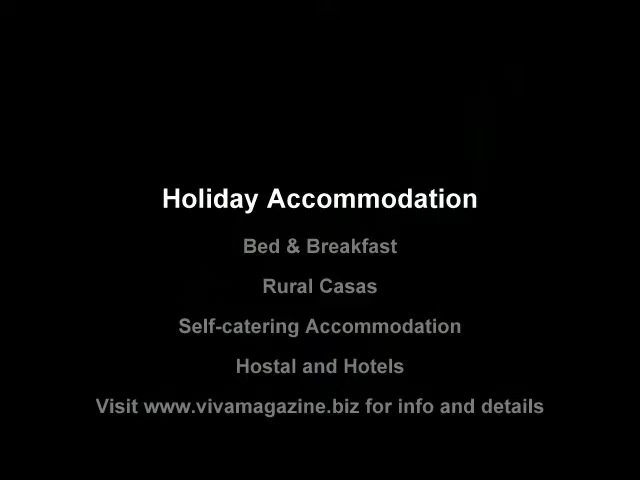 Holiday Accommodation
Bed & Breakfast
Rural Casas
Self-catering Accommodation
Hostal and Hotels
Visit www.vivamagazine.biz for info and details